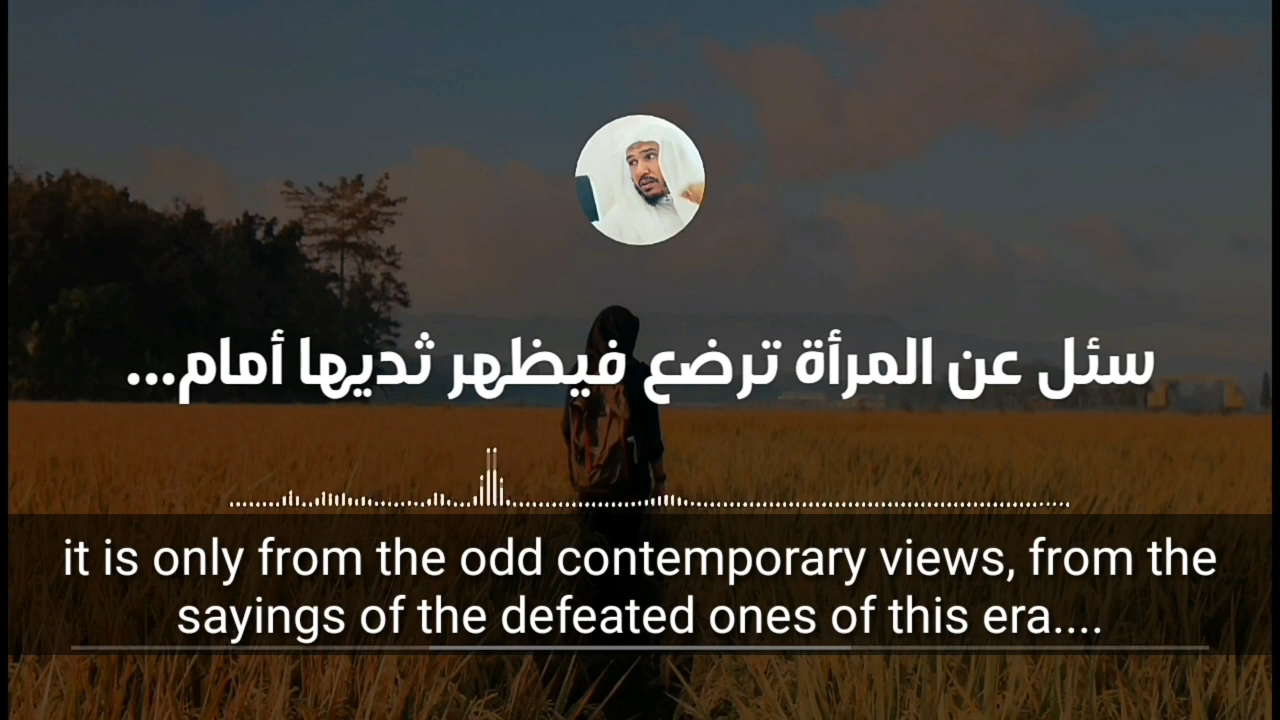 سئل عن المرأة ترضع فيظهر ثديها أمام...
it is only from the odd contemporary views, from the
sayings of the defeated ones of this era....